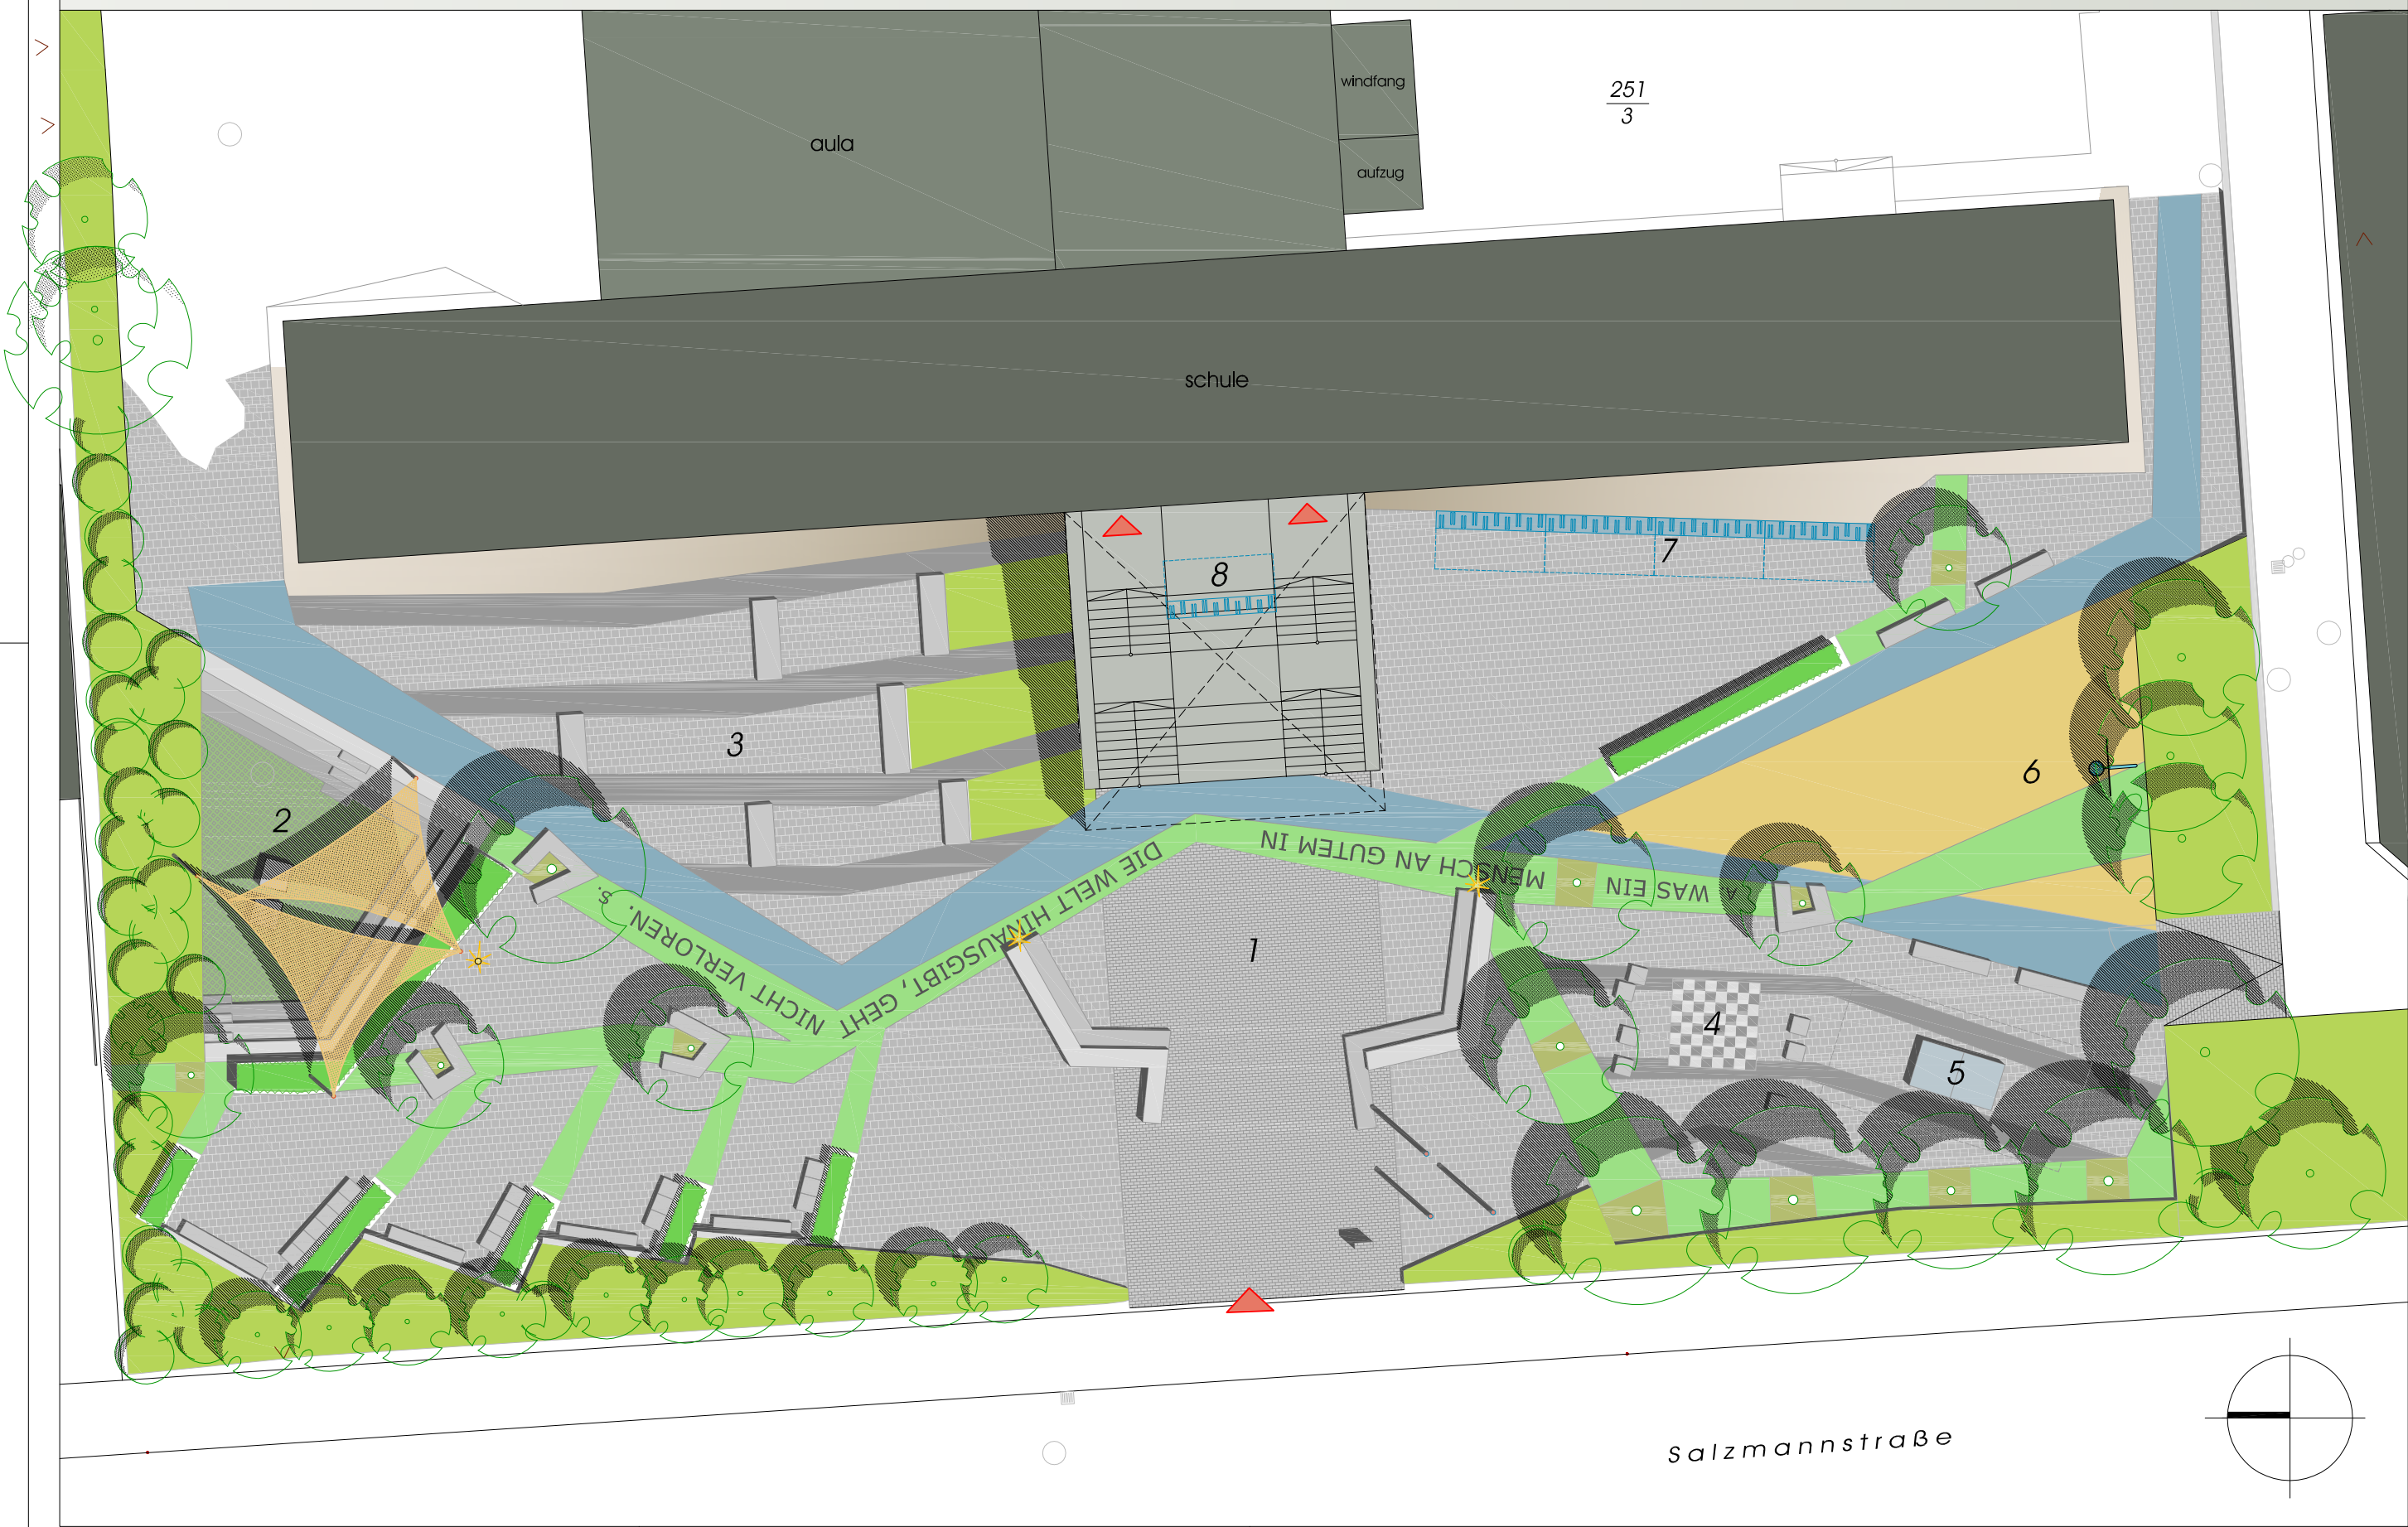 windfang
251
3
aula
aufzug
schule
7
8
3
6
2
WAS EIN
MENSCH AN GUTEM IN
DIE WELT HINAUSGIBT, GEHT
NICHT VERLOREN.
1
4
5
Salzmannstraße